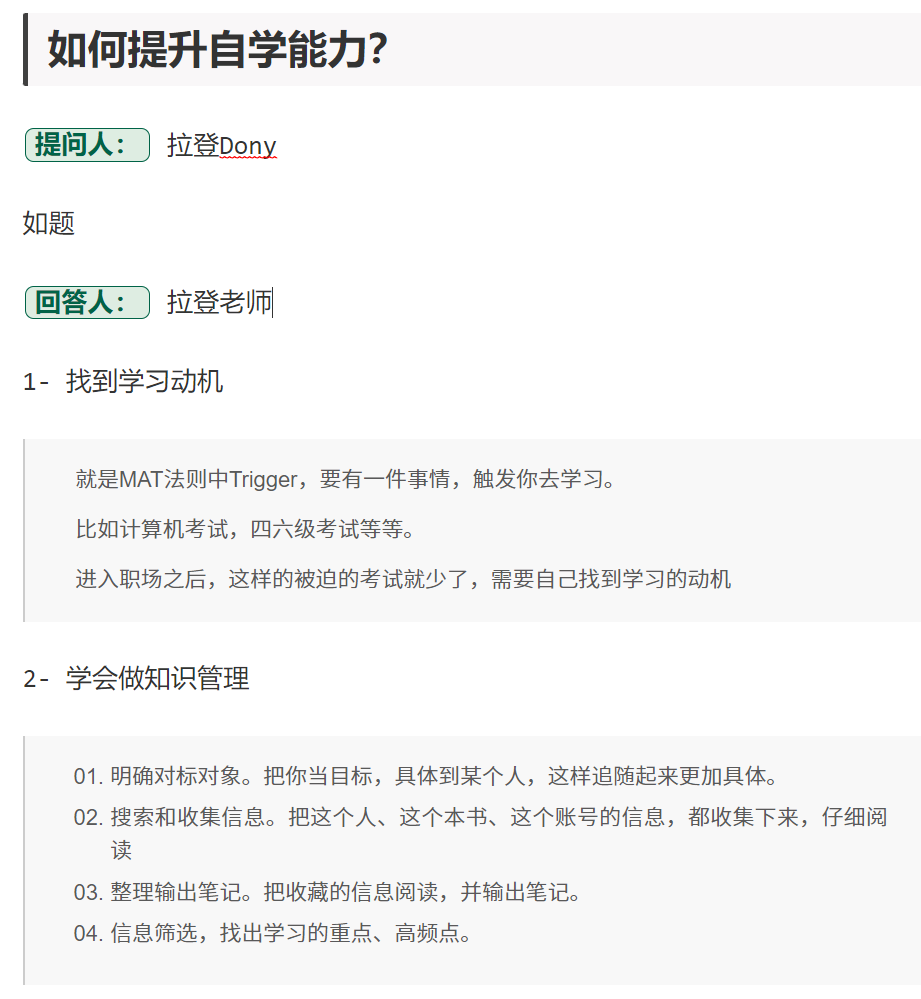 如何提升自学能力？
提问人： 拉登Dony
如题
回答人： 拉登老师
1- 找到学习动机
就是MAT法则中Trigger，要有一件事情，触发你去学习。
比如计算机考试，四六级考试等等。
进入职场之后，这样的被迫的考试就少了，需要自己找到学习的动机
2- 学会做知识管理
01. 明确对标对象。把你当目标，具体到某个人，这样追随起来更加具体。
02. 搜索和收集信息。把这个人、这个本书、这个账号的信息，都收集下来，仔细阅
读
03. 整理输出笔记。把收藏的信息阅读，并输出笔记。
04. 信息筛选，找出学习的重点、高频点。